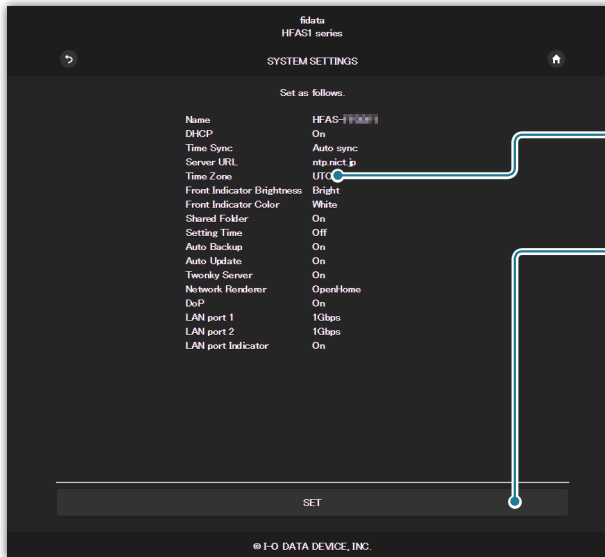 fidata
HFAS1 series
SYSTEM SETTINGS
Set as follows.
Name HFAS-
DHCP On
Time Sync Auto sync
Server URL ntp.nict.jp
Time Zone
Front Indicator Brightness Bright
Front Indicator Color White
Shared Folder On
Setting Time Off
Auto Backup On
Auto Update On
Twonky Server On
Network Renderer OpenHome
DoP On
LAN port 1 1Gbps
LAN port 2 1Gbps
LAN port Indicator On
SET
© I-O DATA DEVICE, INC.